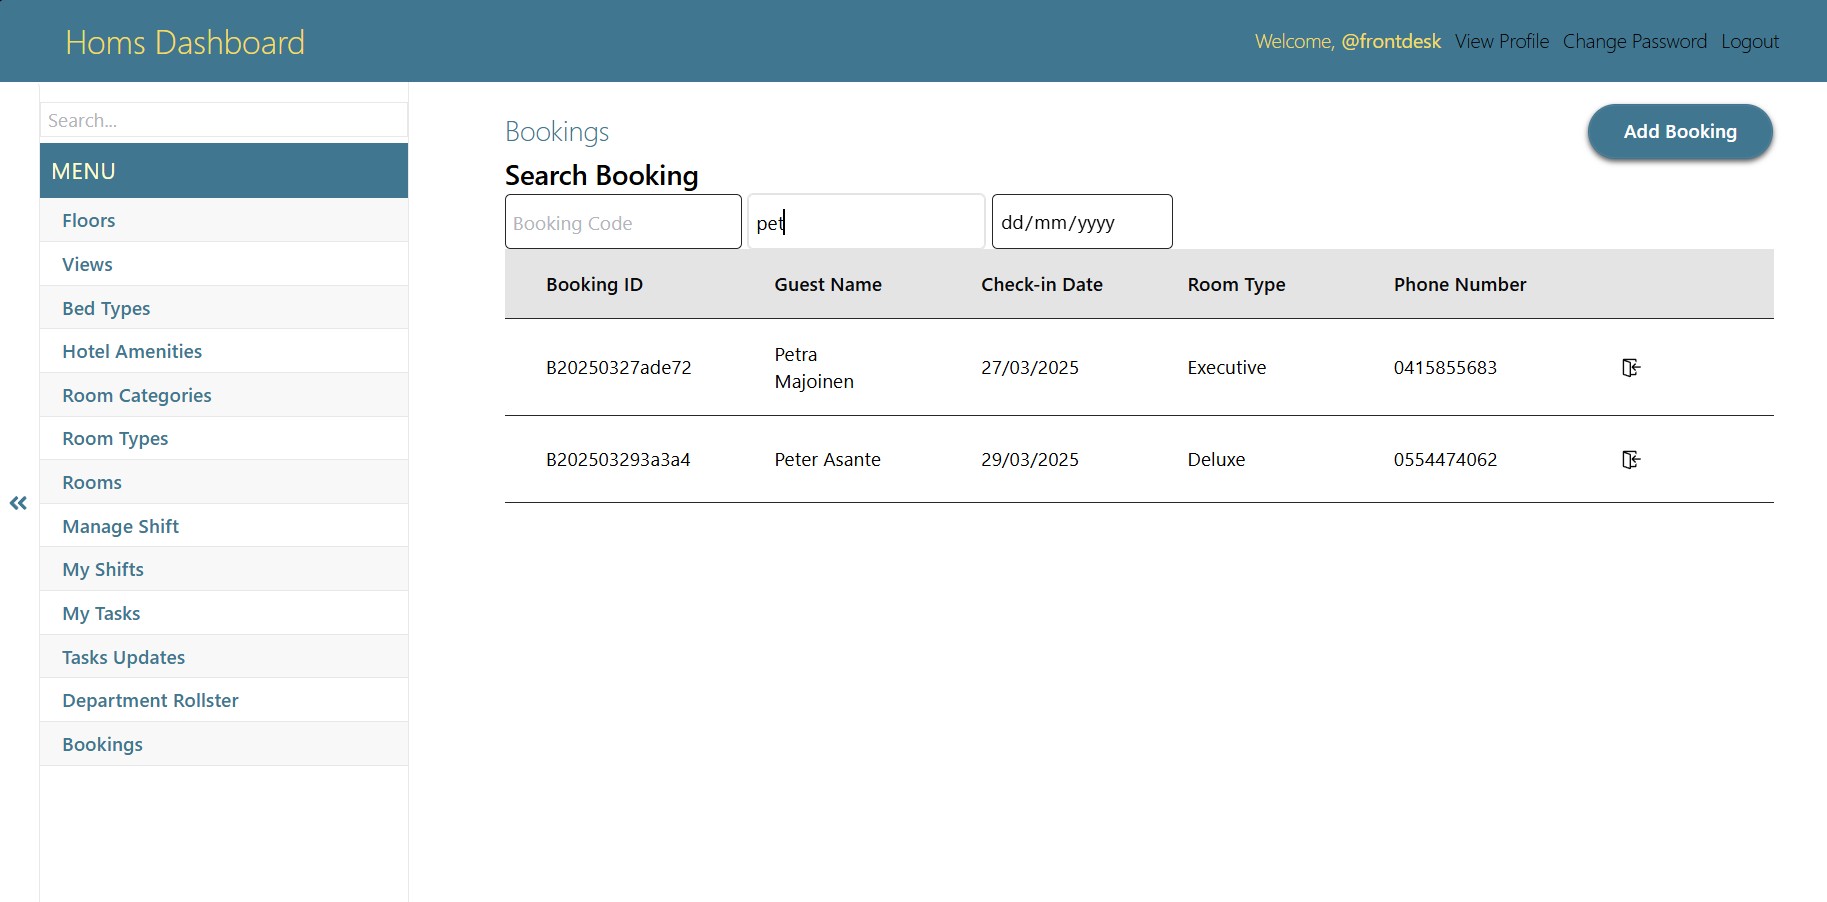 Homs Dashboard
Welcome, @frontdesk View Profile Change Password Logout
Search...
MENU
Floors
Views
Bed Types
Hotel Amenities
Room Categories
Room Types
Rooms
Manage Shift
My Shifts
My Tasks
Tasks Updates
Department Rollster
Bookings
Bookings
Add Booking
Search Booking
Booking Code pet dd/mm/yyyy
Booking ID Guest Name Check-in Date Room Type Phone Number
B20250327ade72 Petra Majoinen 27/03/2025 Executive 0415855683
B202503293a3a4 Peter Asante 29/03/2025 Deluxe 0554474062